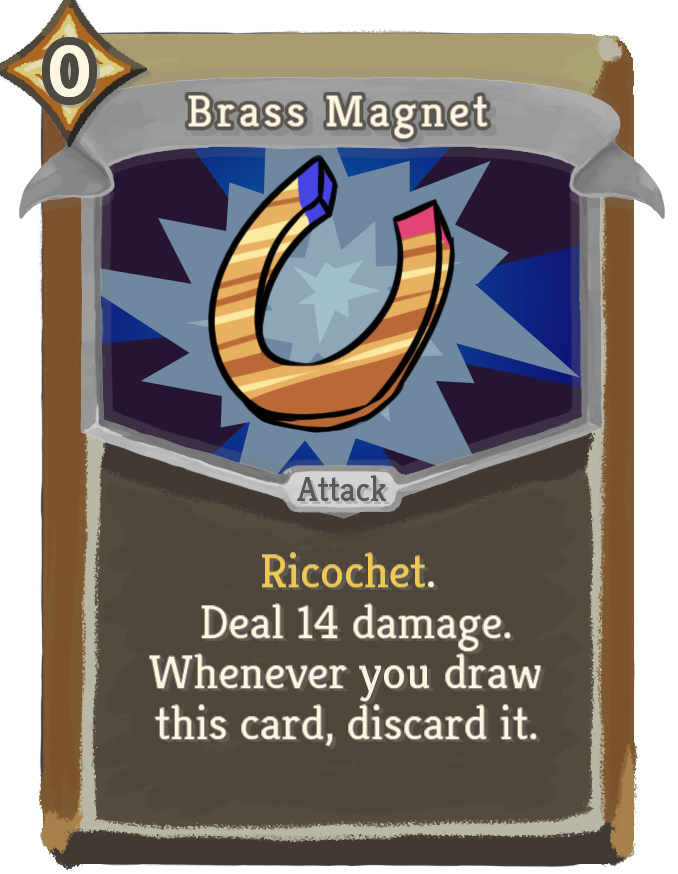 0
Brass Magnet
Attack
Ricochet.
Deal 14 damage.
Whenever you draw
this card, discard it.